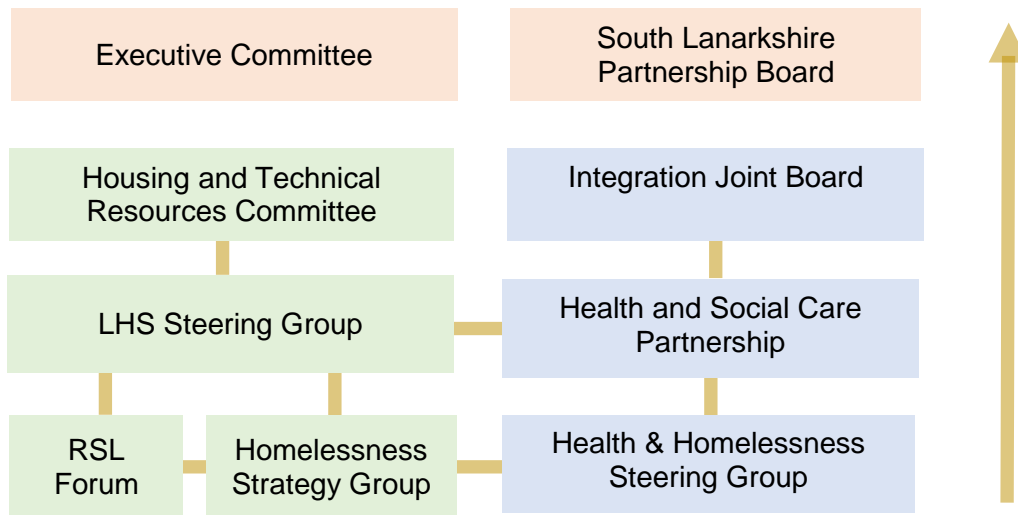 Executive Committee
South Lanarkshire
Partnership Board
Housing and Technical
Resources Committee
Integration Joint Board
LHS Steering Group
Health and Social Care
Partnership
RSL
Forum
Homelessness
Strategy Group
Health & Homelessness
Steering Group